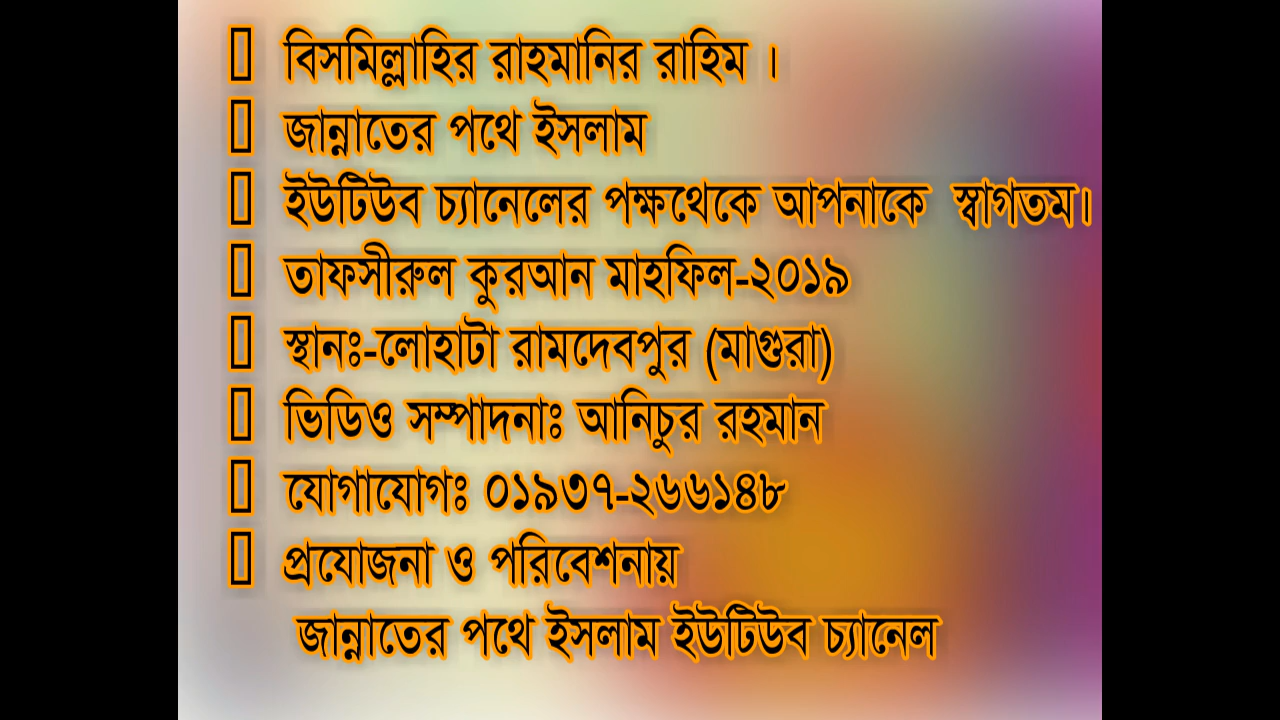 বিসমিল্লাহির রাহমানির রাহিম ।
জান্নাতের পথে ইসলাম
ইউটিউব চ্যানেলের পক্ষথেকে আপনাকে স্বাগতম।
তাফসীরুল কুরআন মাহফিল-২০১৯
স্থানঃ-লোহাটা রামদেবপুর (মাগুরা)
ভিডিও সম্পাদনাঃ আনিচুর রহমান
যোগাযোগঃ ০১৯৩৭-২৬৬১৪৮
প্রযোজনা ও পরিবেশনায়
জান্নাতের পথে ইসলাম ইউটিউব চ্যানেল